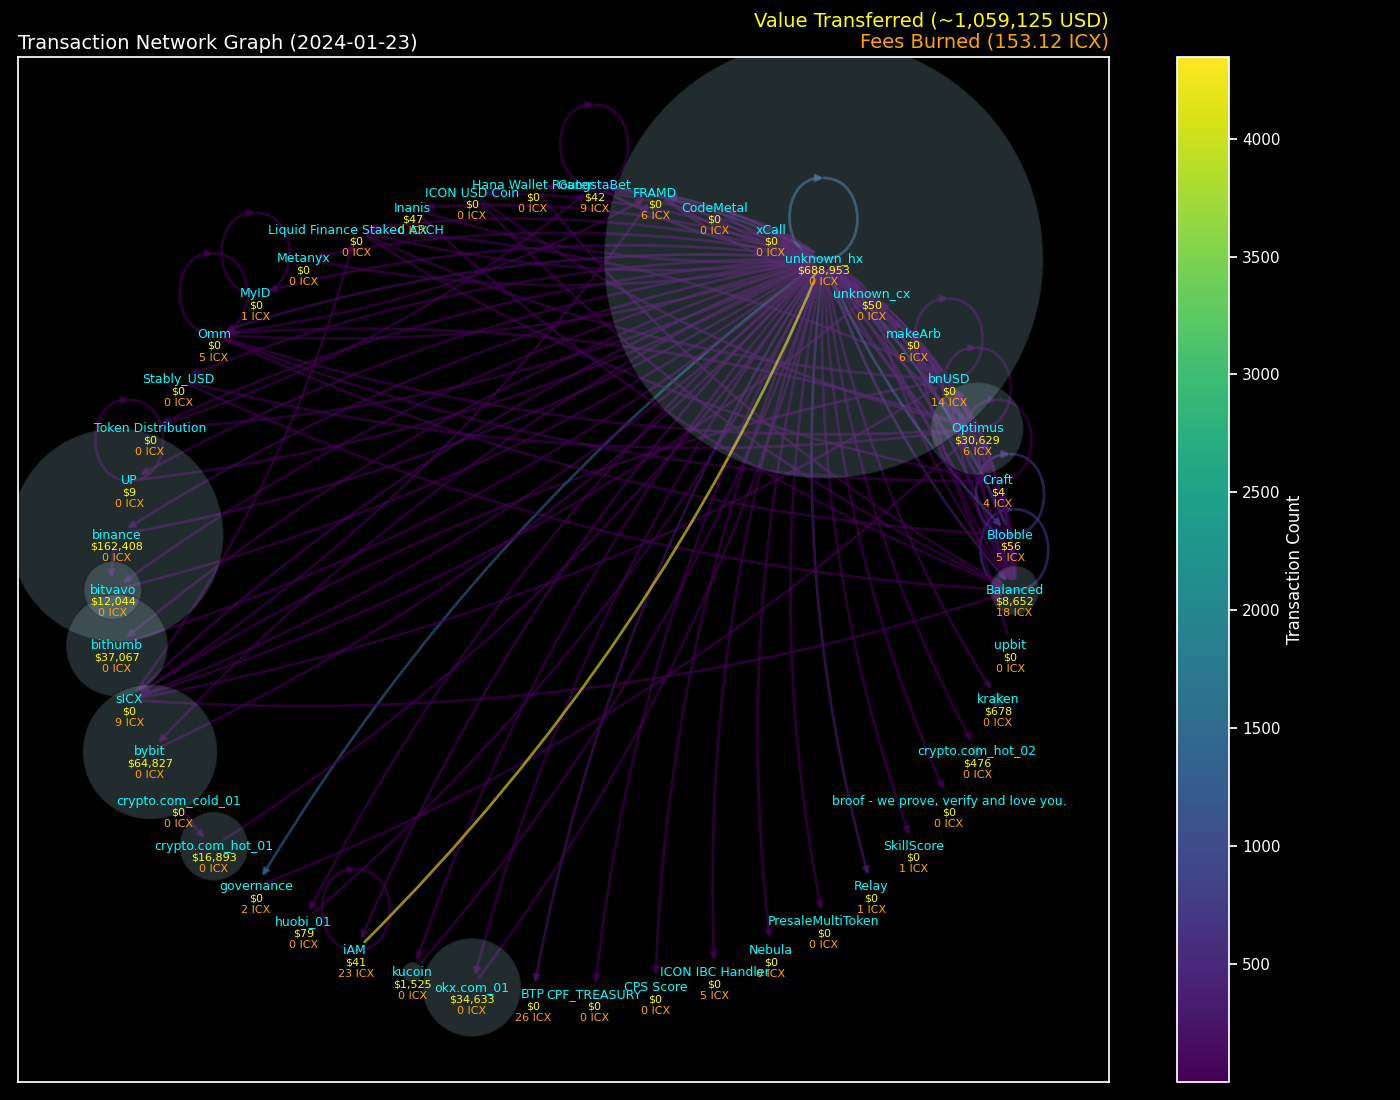 Value Transferred (~1,059,125 USD)
Transaction Network Graph (2024-01-23)
Fees Burned (153.12 ICX)
Hana Wallet Router
$0
0 ICX
GangstaBet
$42
9 ICX
FRAMD
$0
6 ICX
ICON USD Coin
$0
0 ICX
CodeMetal
$0
0 ICX
Inanis
$47
ICX
xCall
$0
0 ICX
Liquid Finance Staked ARCH
$0
0 ICX
unknown_hx
$688,953
0 ICX
Metanyx
$0
0 ICX
unknown_cx
$50
0 ICX
MyID
$0
1 ICX
makeArb
$0
6 ICX
Omm
$0
5 ICX
bnUSD
$0
14 ICX
Stably_USD
$0
0 ICX
Optimus
$30,629
6 ICX
Token Distribution
$0
0 ICX
Craft
$4
4 ICX
UP
$9
0 ICX
Blobble
$56
5 ICX
binance
$162,408
0 ICX
Balanced
$8,652
18 ICX
bitvavo
$12,044
0 ICX
upbit
$0
0 ICX
bithumb
$37,067
0 ICX
kraken
$678
0 ICX
sICX
$0
9 ICX
crypto.com_hot_02
$476
0 ICX
bybit
$64,827
0 ICX
broof - we prove, verify and love you.
$0
0 ICX
crypto.com_cold_01
$0
0 ICX
SkillScore
$0
1 ICX
crypto.com_hot_01
$16,893
0 ICX
Relay
$0
1 ICX
governance
$0
2 ICX
PresaleMultiToken
$0
0 ICX
huobi_01
$79
0 ICX
Nebula
$0
ICX
iAM
$41
23 ICX
ICON IBC Handler
$0
5 ICX
kucoin
$1,525
0 ICX
CPS Score
$0
0 ICX
okx.com_01
$34,633
0 ICX
BTP
$0
26 ICX
CPF_TREASURY
$0
0 ICX
4000
3500
3000
2500
2000
1500
1000
500
Transaction Count